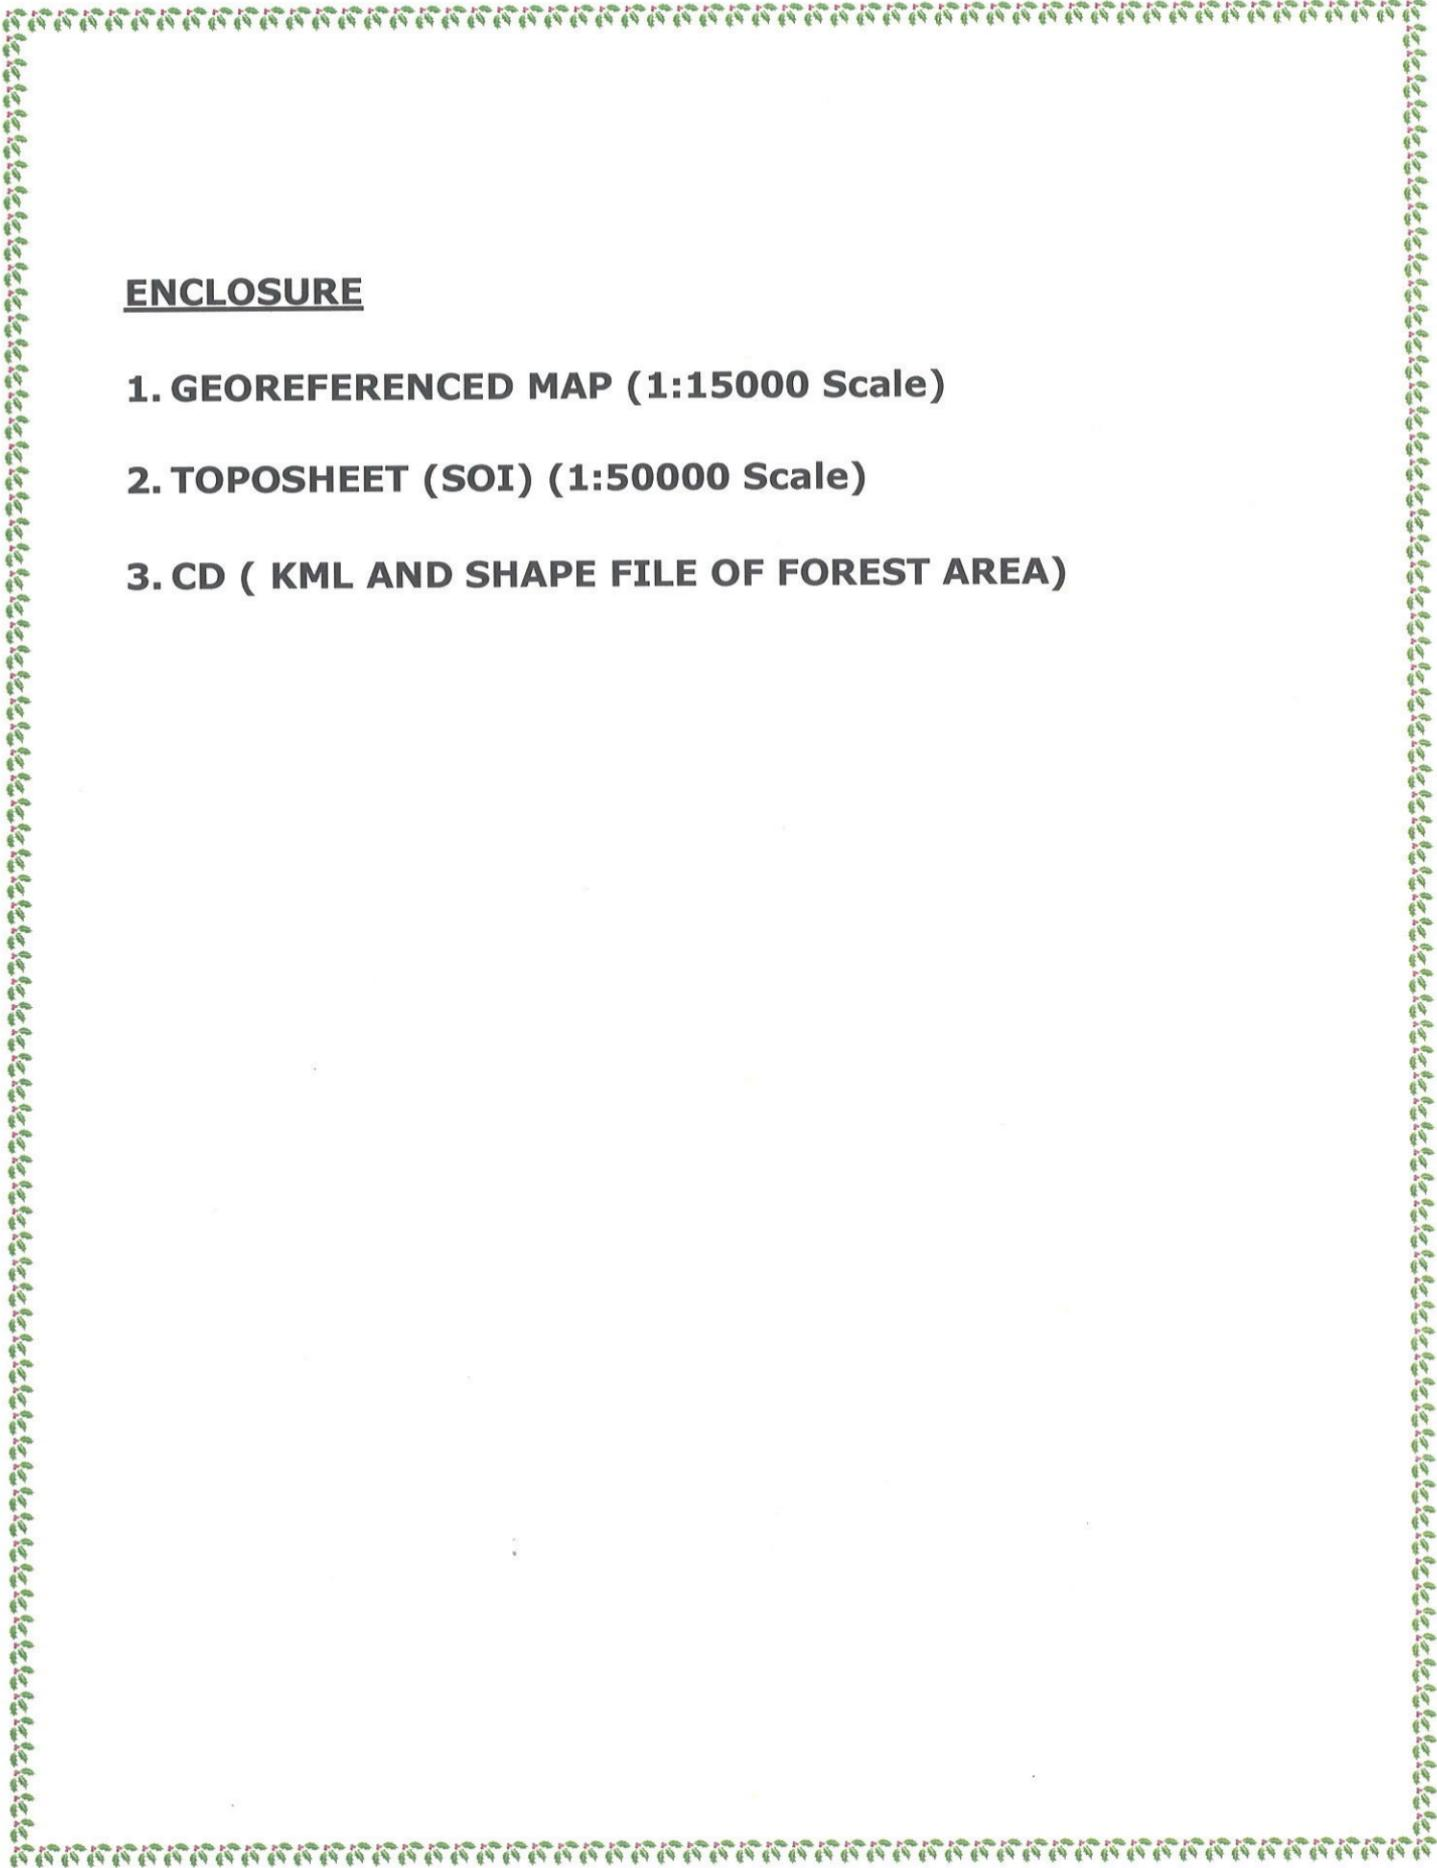 ENCLOSURE
1. GEOREFERENCED MAP (1:15000 Scale)
2. TOPOSHEET (SOI) (1:50000 Scale)
3. CD ( KML AND SHAPE FILE OF FOREST AREA)